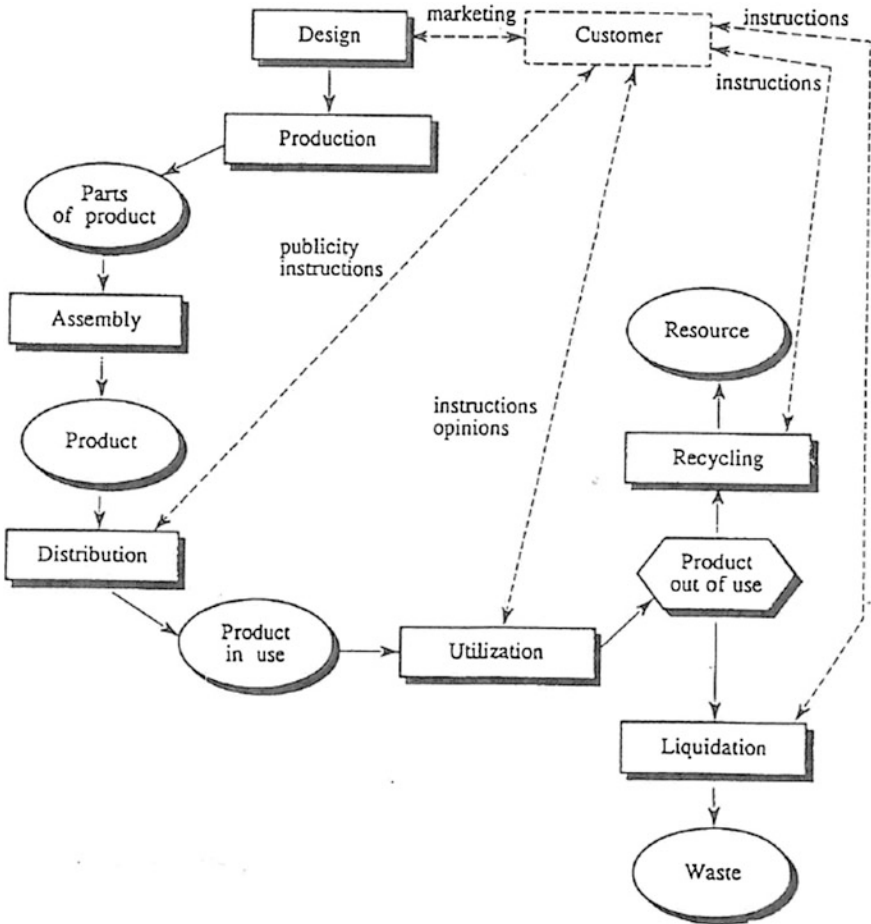 marketing
instructions
Design
Customer
instructions
Production
Parts
of product
publicity
instructions
Assembly
Resource
instructions
opinions
Product
Recycling
Distribution
Product
out of use
Product
in use
Utilization
Liquidation
Waste